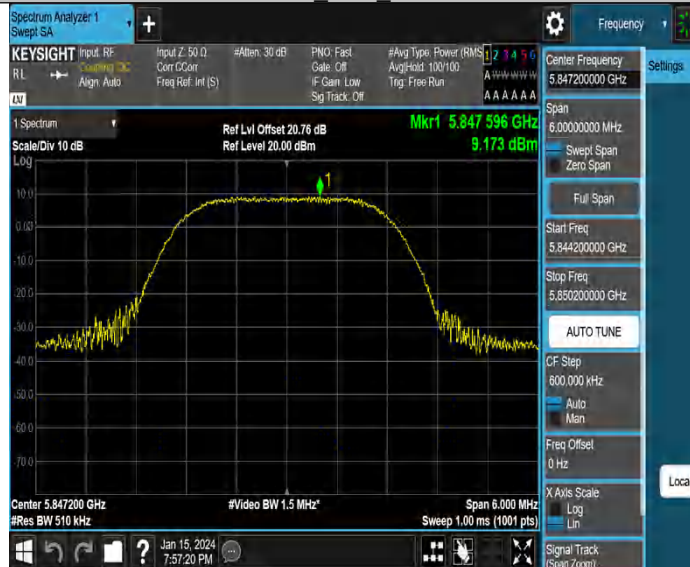 Spectrum Analyzer 1
Swept SA
Frequency
KEYSIGHT
Input: RF
Coupling: DC
Align: Auto
Input Z: 50 Ω
Corr CCorr
Freq Ref: Int (S)
#Atten: 30 dB
PNO: Fast
Gate: Off
IF Gain: Low
Sig Track: Off
#Avg Type: Power (RMS
Avg|Hold: 100/100
Trig: Free Run
1 2 3 4 5 6
A W W W W W
A A A A A A
RL
LXI
1 Spectrum
Scale/Div 10 dB
Log
Ref Lvl Offset 20.76 dB
Ref Level 20.00 dBm
Mkr1 5.847 596 GHz
9.173 dBm
1
10.0
0.00
-10.0
-20.0
-30.0
-40.0
-50.0
-60.0
-70.0
Center 5.847200 GHz
#Res BW 510 kHz
#Video BW 1.5 MHz*
Span 6.000 MHz
Sweep 1.00 ms (1001 pts)
Jan 15, 2024
7:57:20 PM
?
Center Frequency
5.847200000 GHz
Settings
Span
6.00000000 MHz
Swept Span
Zero Span
Full Span
Start Freq
5.844200000 GHz
Stop Freq
5.850200000 GHz
AUTO TUNE
CF Step
600.000 kHz
Auto
Man
Freq Offset
0 Hz
X Axis Scale
Log
Lin
Loca
Signal Track
(Span Zoom)